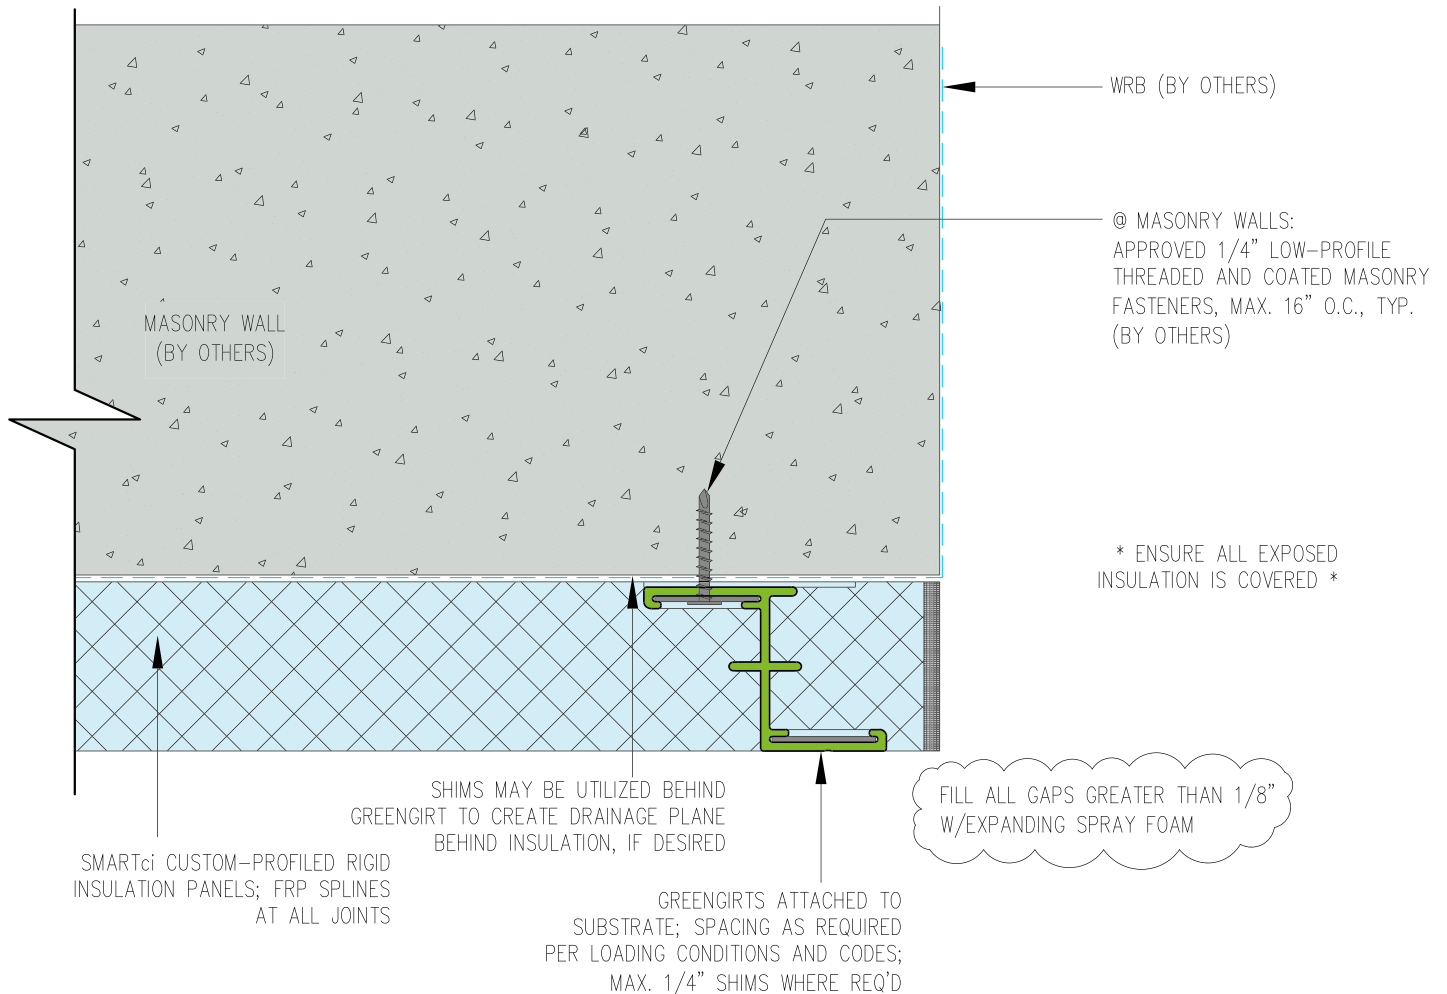 WRB (BY OTHERS)
@ MASONRY WALLS:
APPROVED 1/4” LOW-PROFILE
THREADED AND COATED MASONRY
FASTENERS, MAX. 16” O.C., TYP.
(BY OTHERS)
MASONRY WALL
(BY OTHERS)
* ENSURE ALL EXPOSED
INSULATION IS COVERED *
SHIMS MAY BE UTILIZED BEHIND
GREENGIRT TO CREATE DRAINAGE PLANE
BEHIND INSULATION, IF DESIRED
FILL ALL GAPS GREATER THAN 1/8”
W/EXPANDING SPRAY FOAM
SMARTci CUSTOM-PROFILED RIGID
INSULATION PANELS; FRP SPLINES
AT ALL JOINTS
GREENGIRTS ATTACHED TO
SUBSTRATE; SPACING AS REQUIRED
PER LOADING CONDITIONS AND CODES;
MAX. 1/4” SHIMS WHERE REQ'D